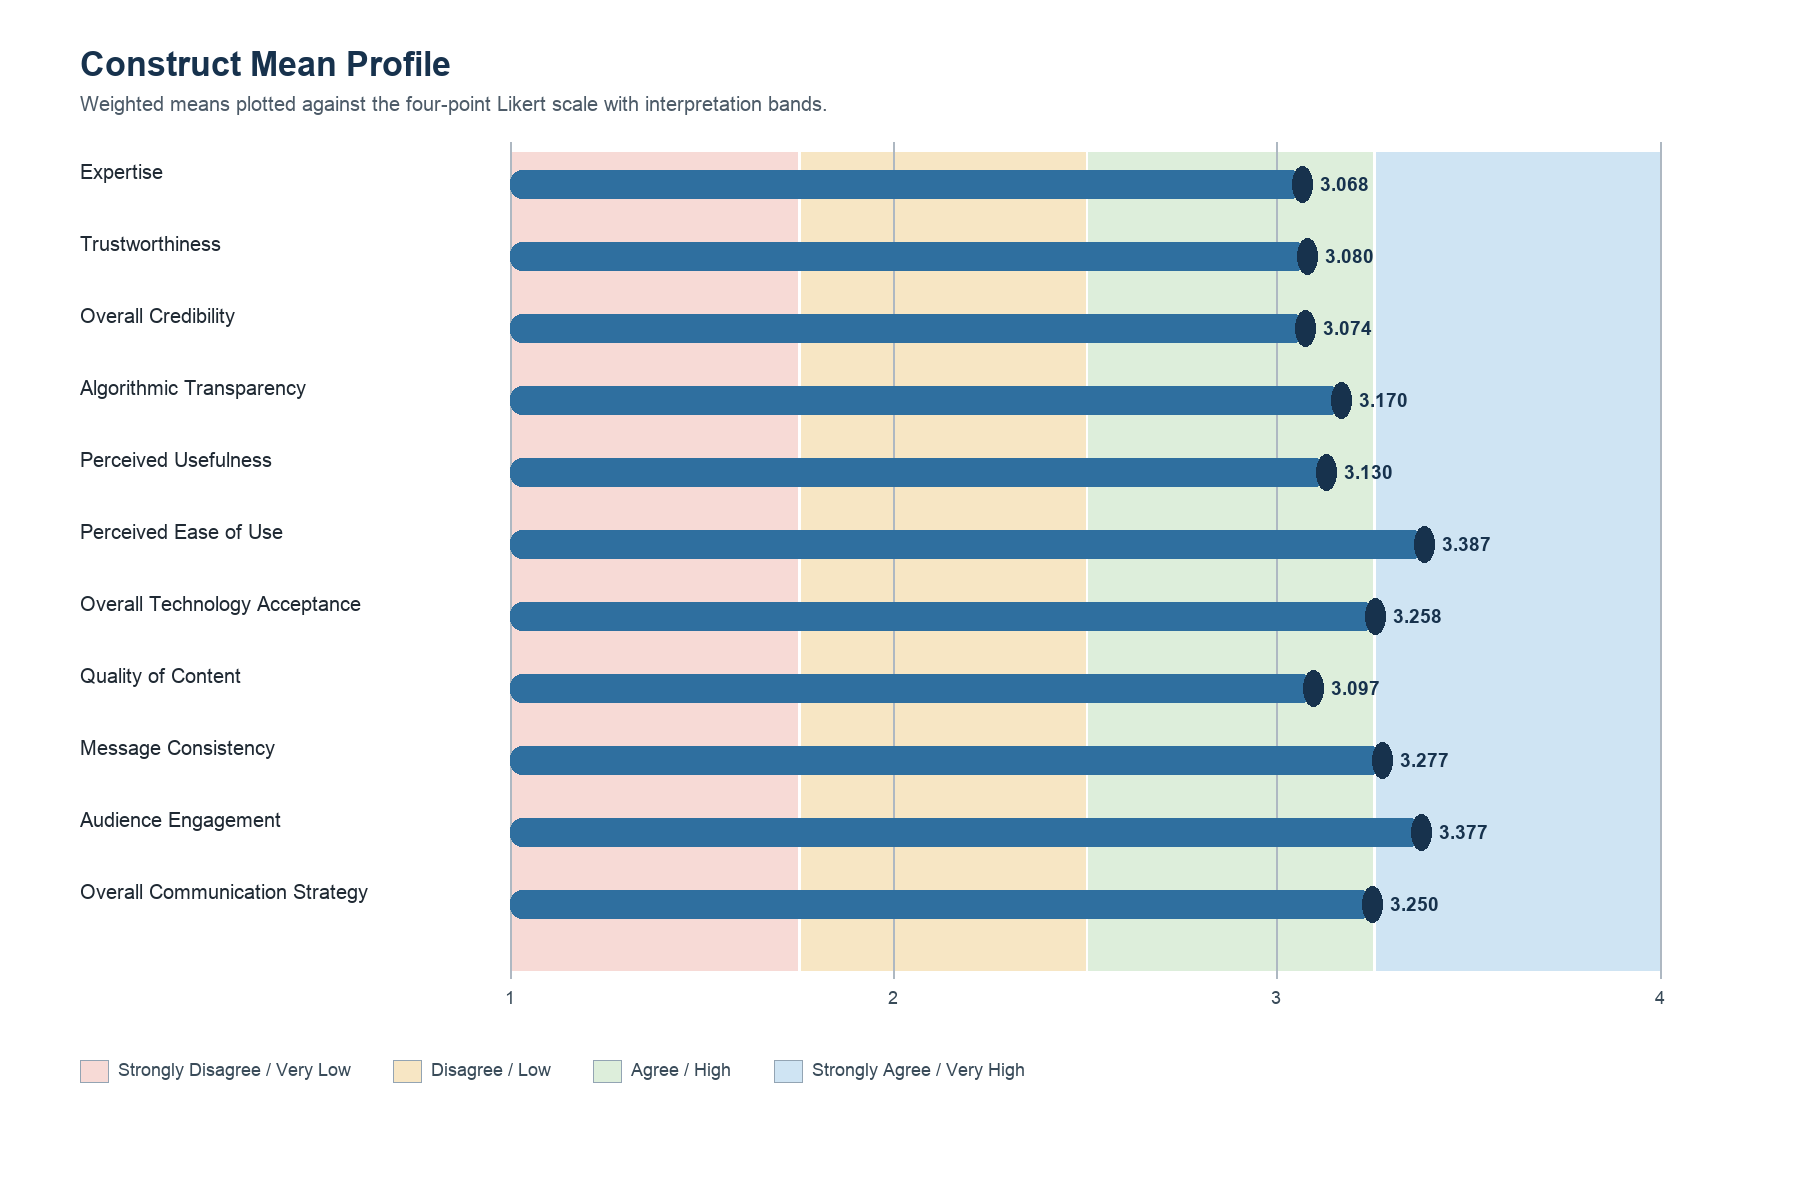 Construct Mean Profile
Weighted means plotted against the four-point Likert scale with interpretation bands.
Expertise 3.068
Trustworthiness 3.080
Overall Credibility 3.074
Algorithmic Transparency 3.170
Perceived Usefulness 3.130
Perceived Ease of Use 3.387
Overall Technology Acceptance 3.258
Quality of Content 3.097
Message Consistency 3.277
Audience Engagement 3.377
Overall Communication Strategy 3.250
1 2 3 4
Strongly Disagree / Very Low Disagree / Low Agree / High Strongly Agree / Very High